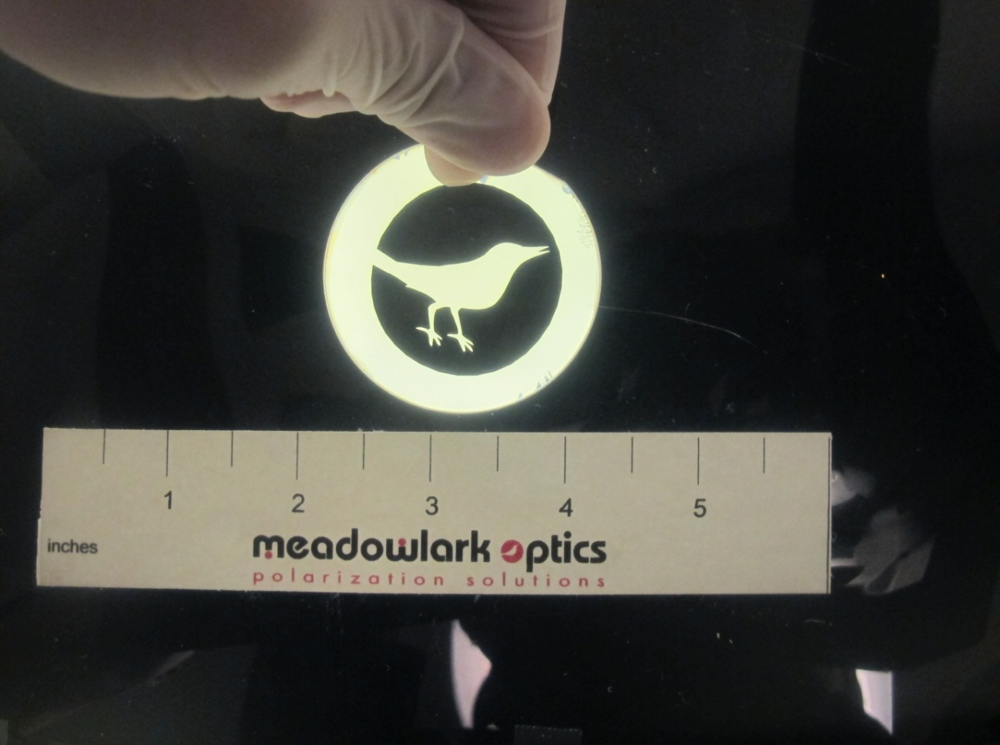 1 2 3 4 5
inches
meadowlark optics
polarization solutions